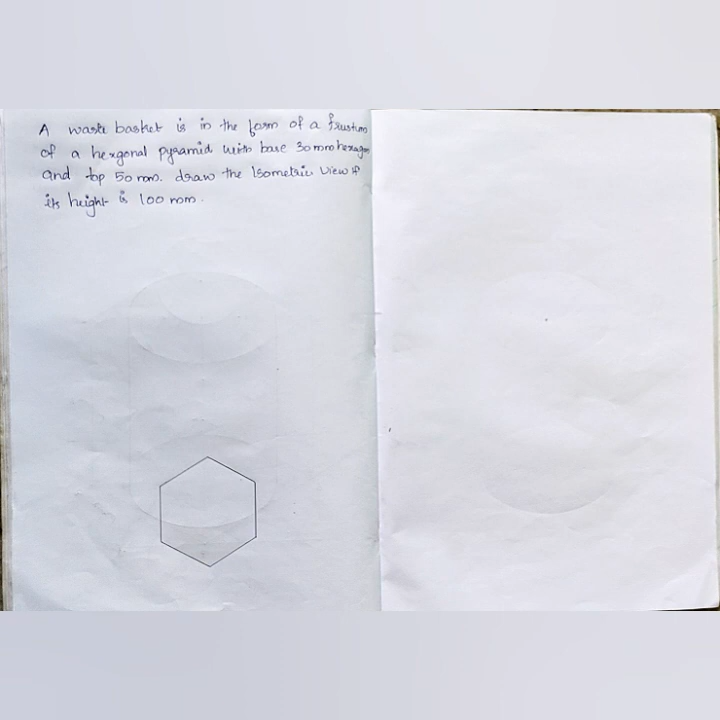 A waste basket is in the form of a frustum
of a hexgonal pyramid with base 30 mm hexagon
and top 50 mm. draw the Isometric view if
its height is 100 mm.